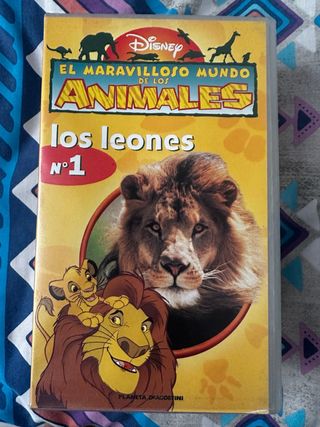 Disney
EL MARAVILLOSO MUNDO
DE LOS
ANIMALES
los leones
Nº1
PLANETA DeAGOSTINI